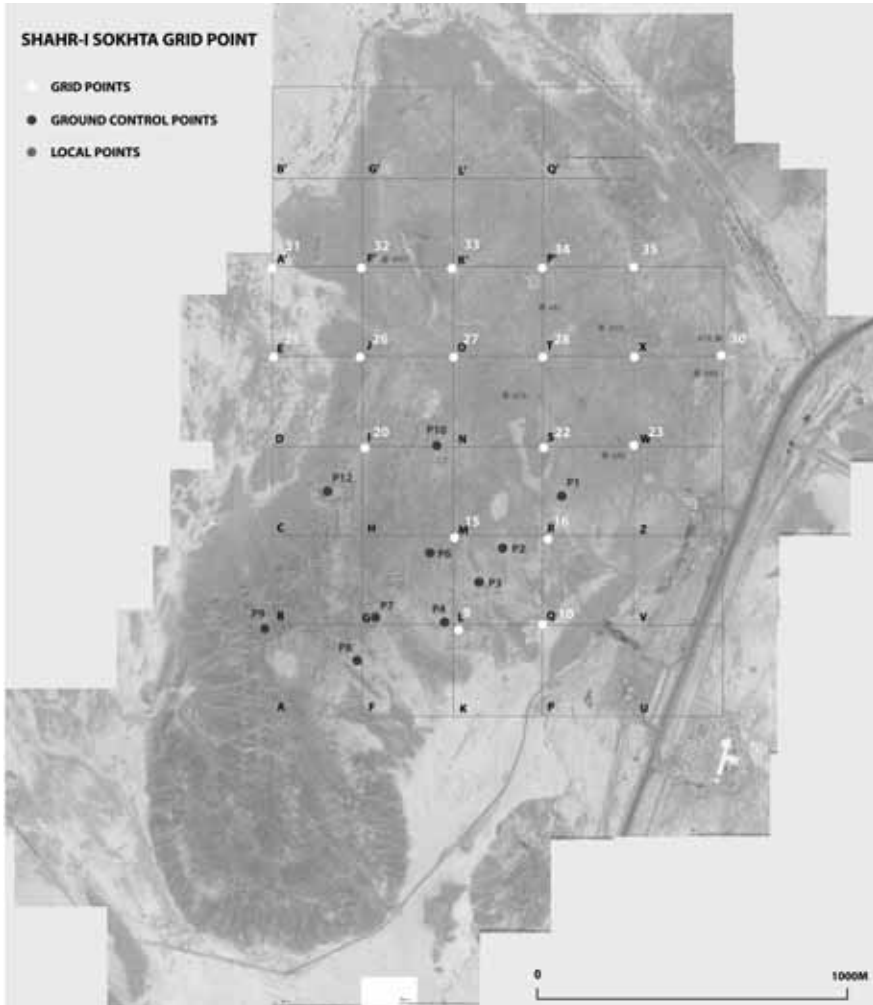 SHAHR-I SOKHTA GRID POINT
GRID POINTS
GROUND CONTROL POINTS
LOCAL POINTS
B' G' L' Q'
31 32 33 34 35
A' F' P'
26 27 28 30
E J O T X
P10 20 22 23
D I N S W
P12 P1
15 16
C H M R Z
P6 P2
P3
P7 P4 9 10
P9 B G L Q V
P8
A F K P U
0 1000M